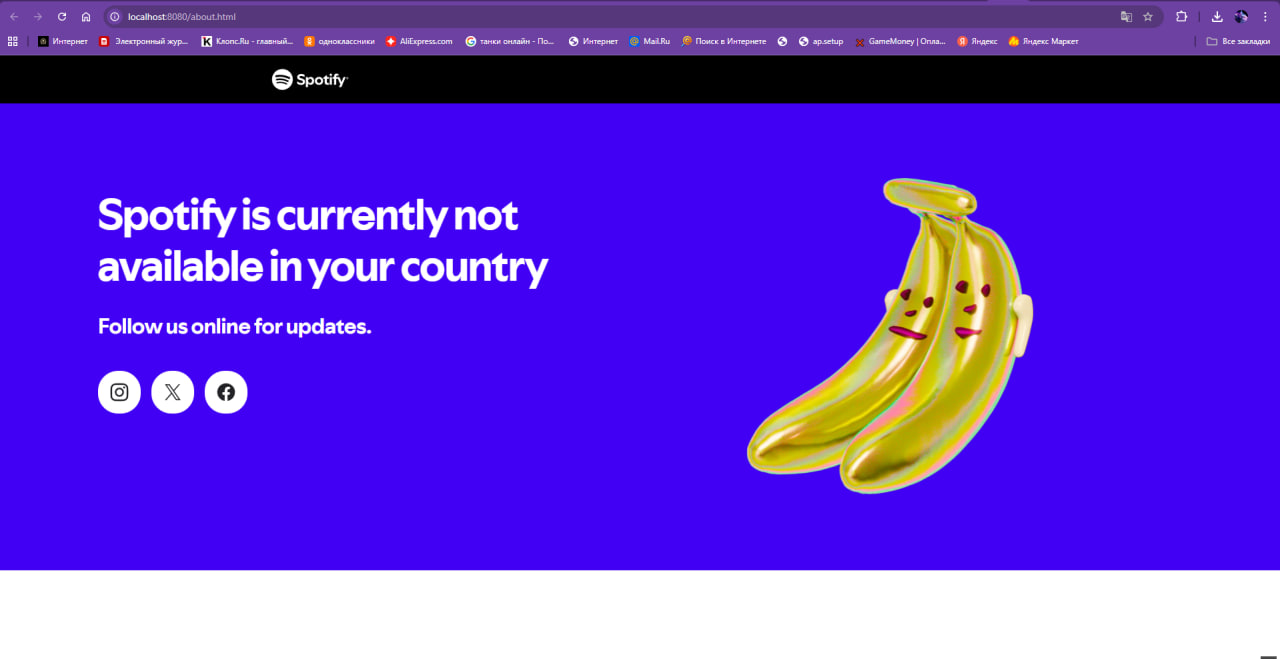 localhost:8080/about.html
Интернет Электронный жур... Клопс.Ru - главный... одноклассники AliExpress.com танки онлайн - По... Интернет Mail.Ru Поиск в Интернете ap.setup GameMoney | Опла... Яндекс Яндекс Маркет Все закладки
Spotify
Spotify is currently not
available in your country
Follow us online for updates.